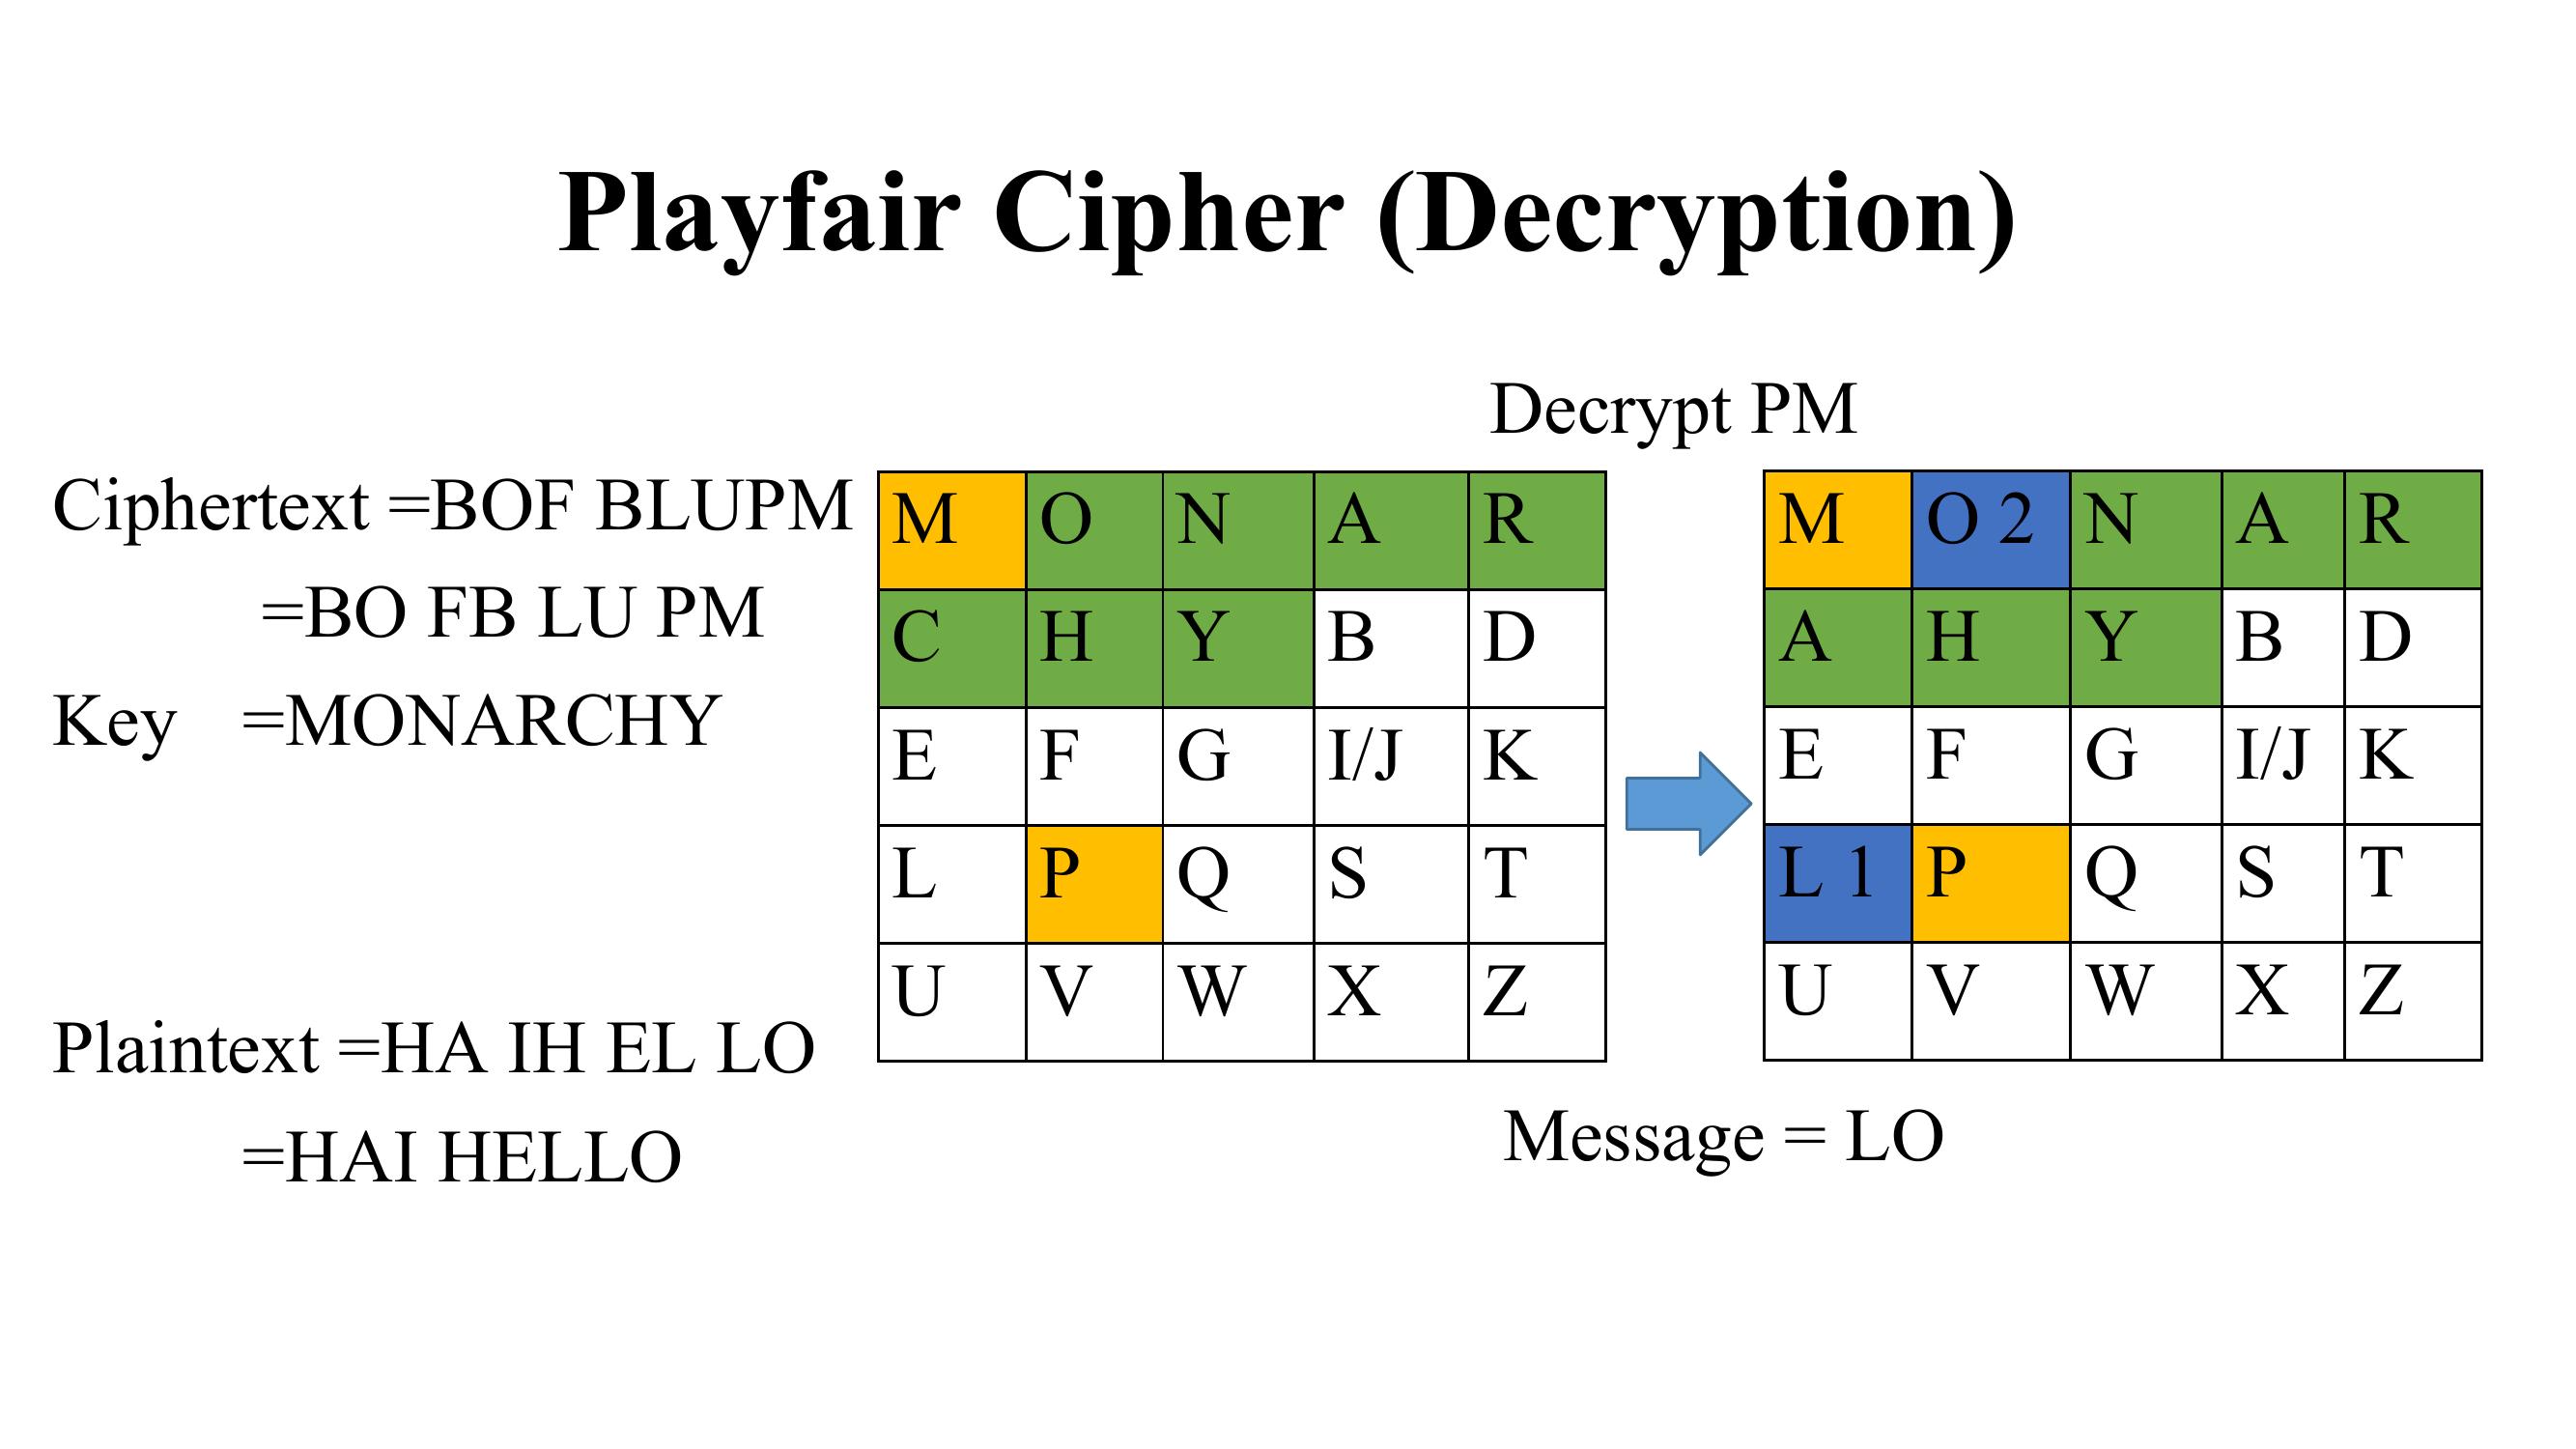 Playfair Cipher (Decryption)
Decrypt PM
Ciphertext =BOF BLUPM
=BO FB LU PM
Key =MONARCHY
Plaintext =HA IH EL LO
=HAI HELLO
M O N A R
C H Y B D
E F G I/J K
L P Q S T
U V W X Z
M O 2 N A R
A H Y B D
E F G I/J K
L 1 P Q S T
U V W X Z
Message = LO